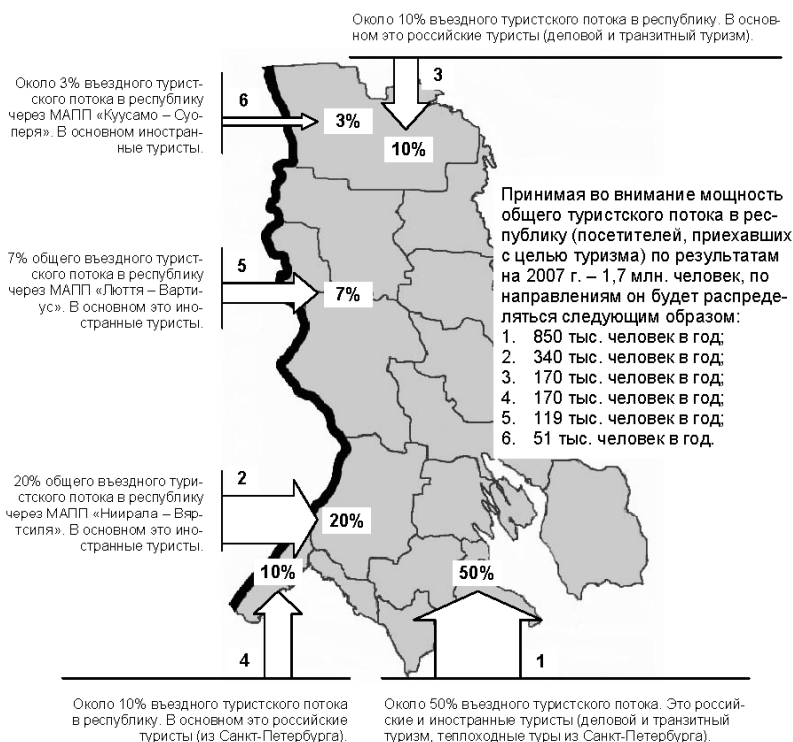 Около 10% въездного туристского потока в республику. В основ-
ном это российские туристы (деловой и транзитный туризм).
3
Около 3% въездного турист-
ского потока в республику
через МАПП «Куусамо – Суо-
перя». В основном иностран-
ные туристы.
6
3%
10%
Принимая во внимание мощность
общего туристского потока в рес-
публику (посетителей, приехавших
с целью туризма) по результатам
на 2007 г. – 1,7 млн. человек, по
направлениям он будет распреде-
ляться следующим образом:
1. 850 тыс. человек в год;
2. 340 тыс. человек в год;
3. 170 тыс. человек в год;
4. 170 тыс. человек в год;
5. 119 тыс. человек в год;
6. 51 тыс. человек в год.
7% общего въездного турист-
ского потока в республику
через МАПП «Люття – Варти-
ус». В основном это ино-
странные туристы.
5
7%
20% общего въездного тури-
стского потока в республику
через МАПП «Ниирала – Вяр-
тсиля». В основном это ино-
странные туристы.
2
20%
10%
50%
4
1
Около 10% въездного туристского потока
в республику. В основном это российские
туристы (из Санкт-Петербурга).
Около 50% въездного туристского потока. Это россий-
ские и иностранные туристы (деловой и транзитный
туризм, теплоходные туры из Санкт-Петербурга).